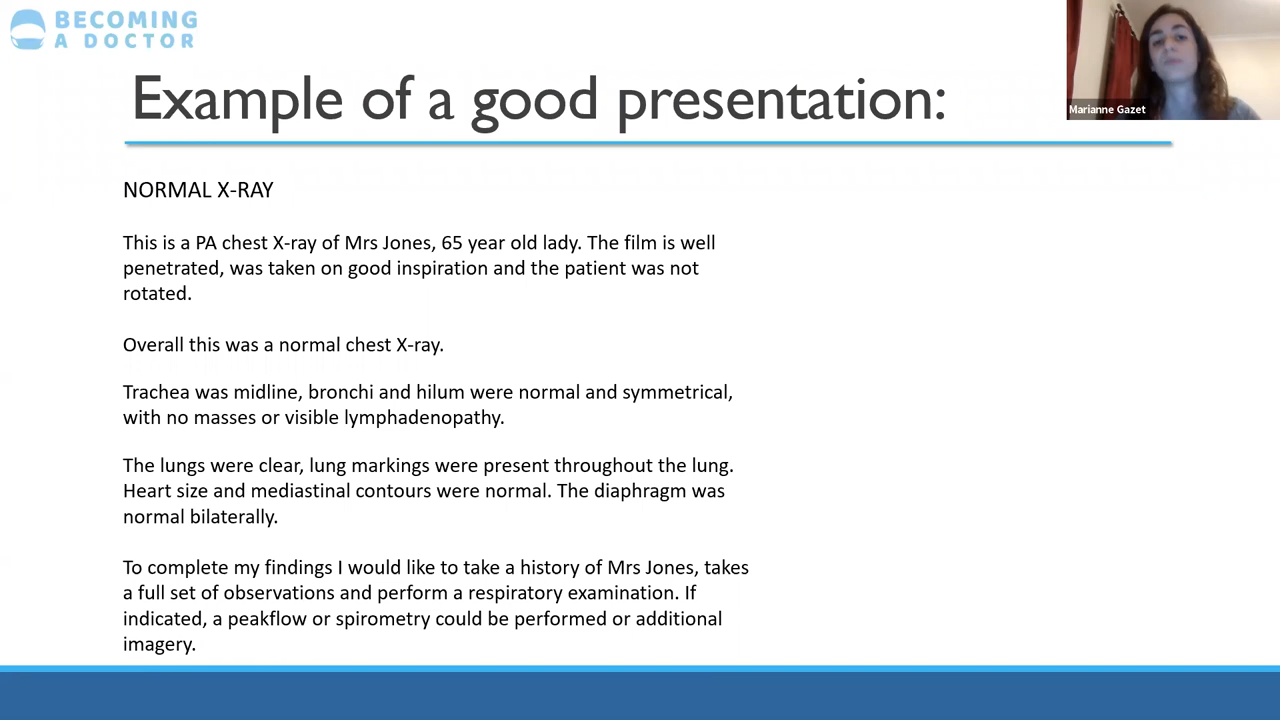 BECOMING
A DOCTOR
Example of a good presentation:
Marianne Gazet
NORMAL X-RAY
This is a PA chest X-ray of Mrs Jones, 65 year old lady. The film is well
penetrated, was taken on good inspiration and the patient was not
rotated.
Overall this was a normal chest X-ray.
Trachea was midline, bronchi and hilum were normal and symmetrical,
with no masses or visible lymphadenopathy.
The lungs were clear, lung markings were present throughout the lung.
Heart size and mediastinal contours were normal. The diaphragm was
normal bilaterally.
To complete my findings I would like to take a history of Mrs Jones, takes
a full set of observations and perform a respiratory examination. If
indicated, a peakflow or spirometry could be performed or additional
imagery.